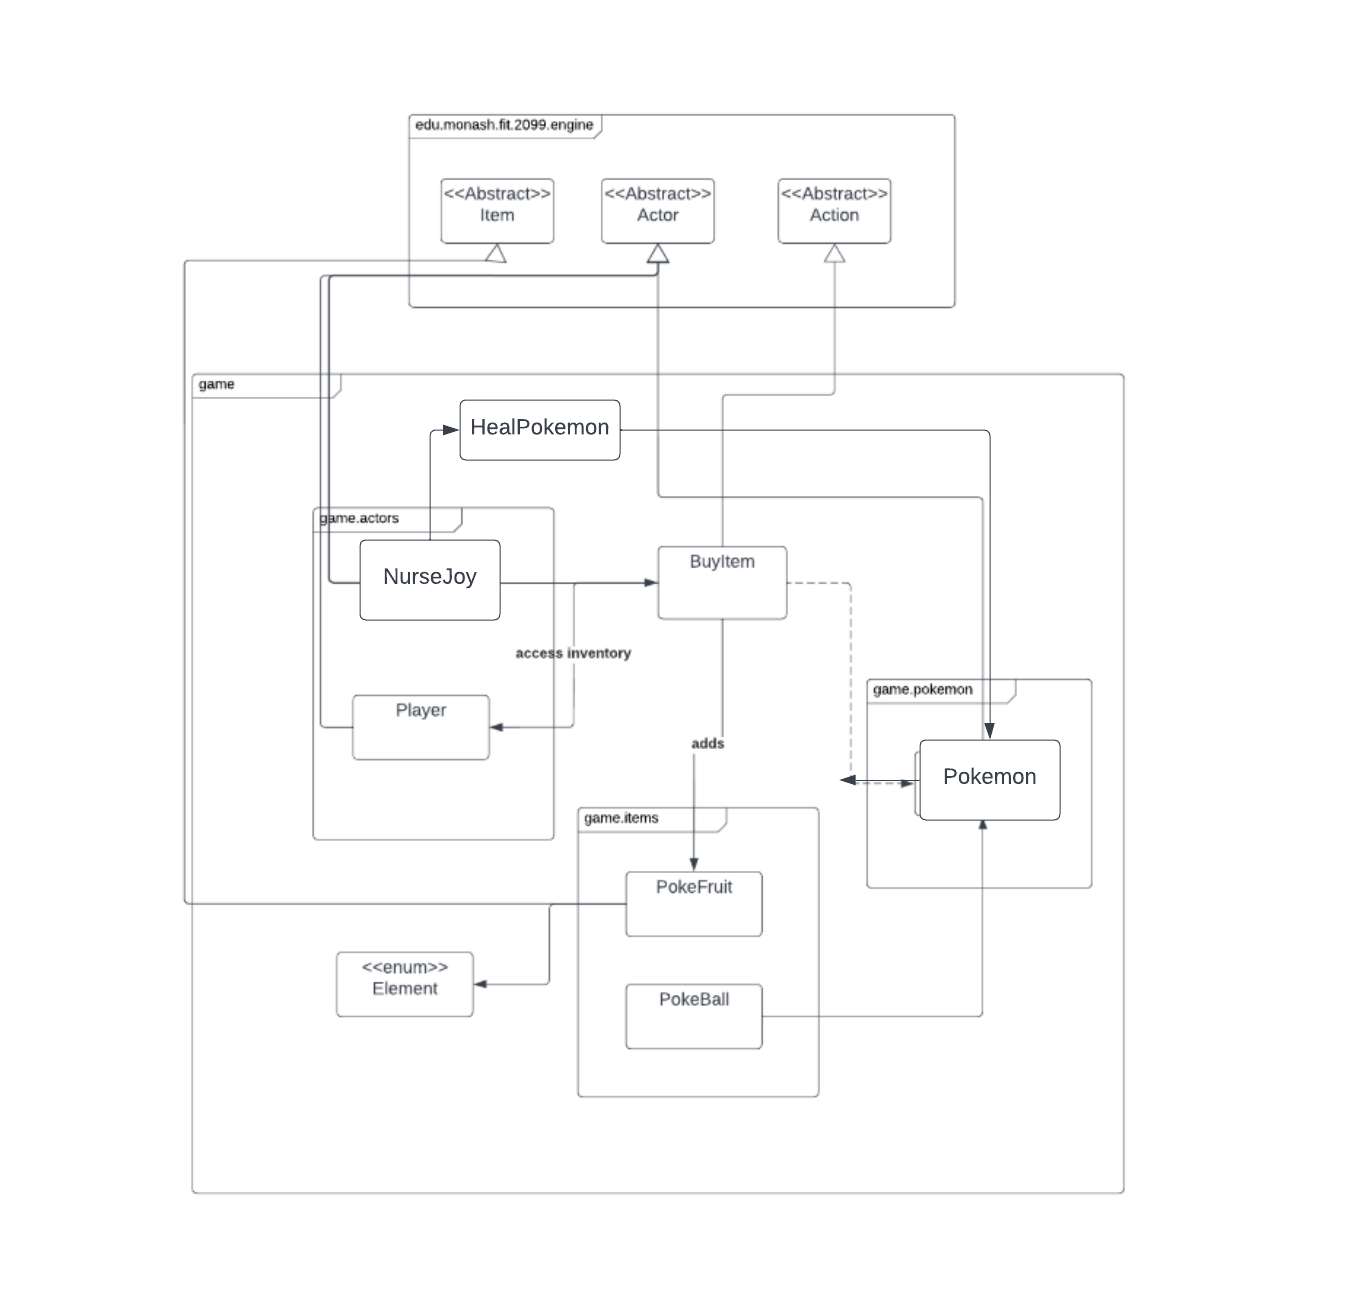 edu.monash.fit.2099.engine
<<Abstract>>
Item
<<Abstract>>
Actor
<<Abstract>>
Action
game
HealPokemon
game.actors
NurseJoy
BuyItem
access inventory
Player
game.pokemon
adds
Pokemon
game.items
PokeFruit
<<enum>>
Element
PokeBall